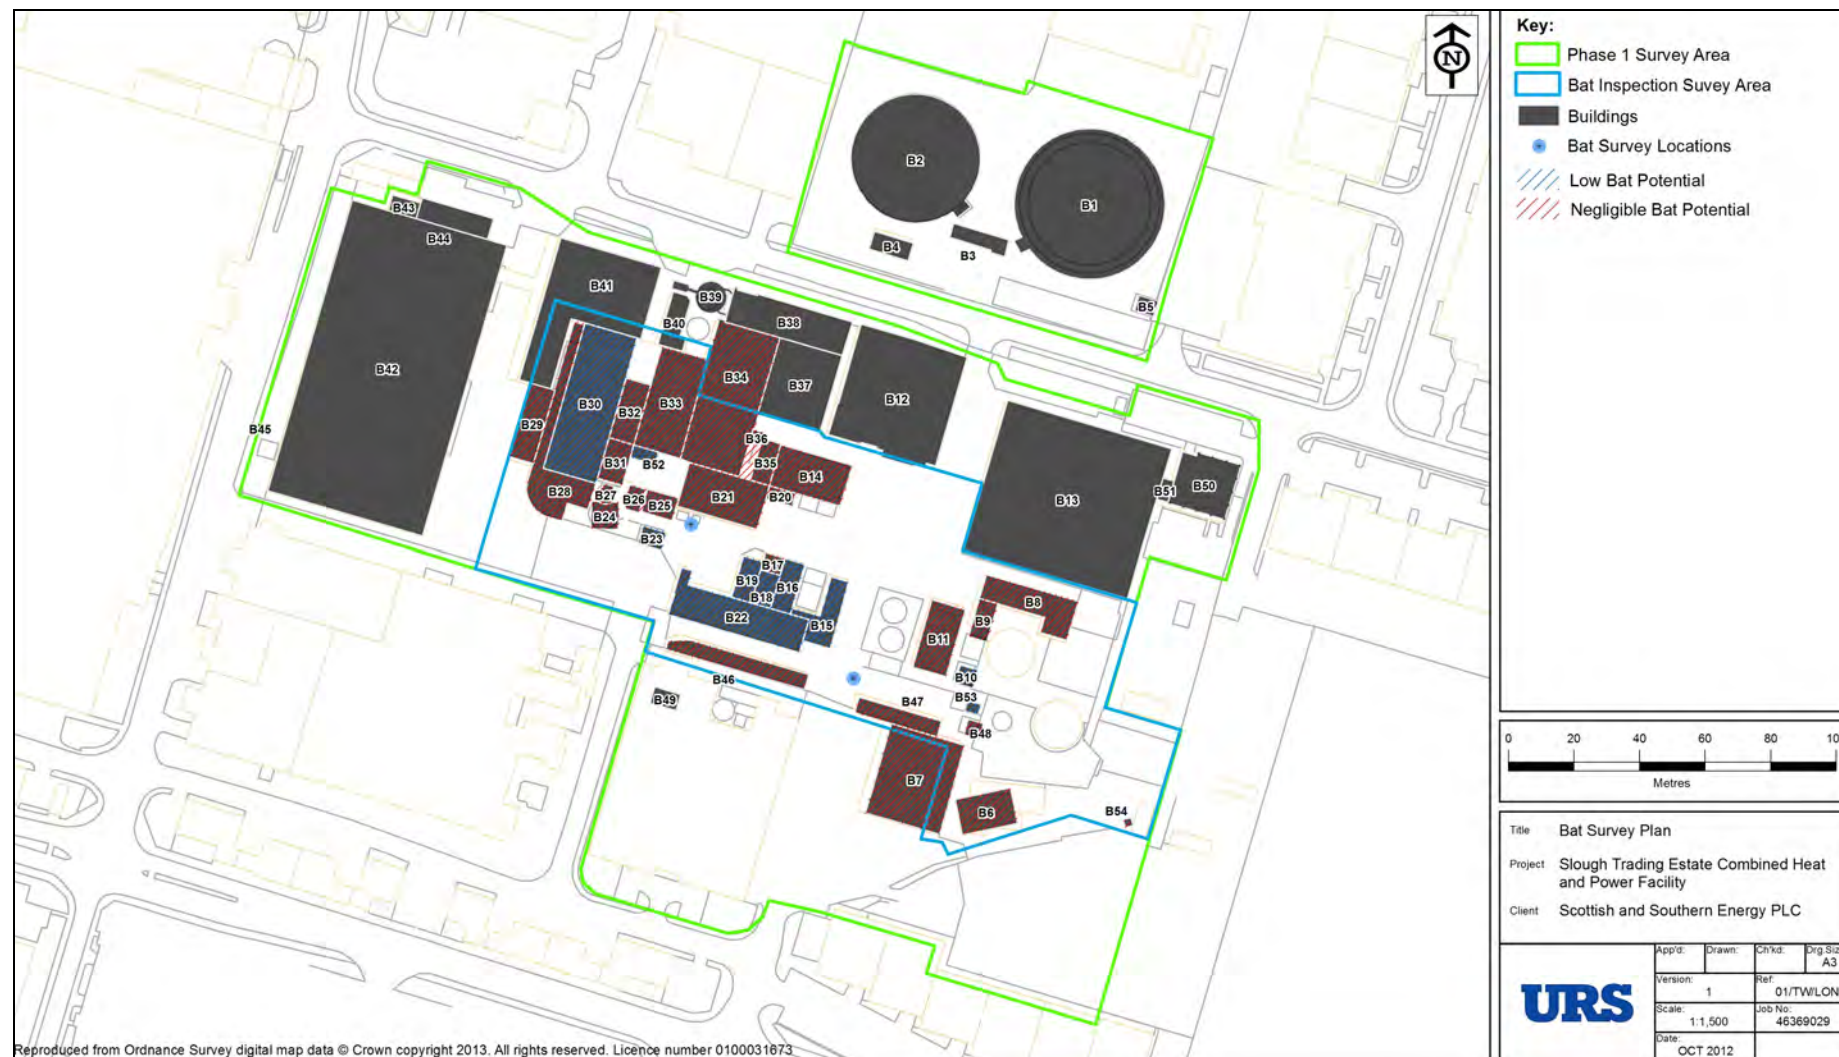 Key:
Phase 1 Survey Area
Bat Inspection Suvey Area
Buildings
Bat Survey Locations
Low Bat Potential
Negligible Bat Potential
N
B2
B1
B4
B3
B5
B43
B44
B41
B39
B40
B38
B42
B34
B37
B12
B30
B33
B32
B29
B45
B36
B35
B31
B52
B14
B13
B51
B50
B28
B27
B26
B25
B21
B20
B24
B23
B17
B19
B16
B18
B22
B15
B8
B9
B11
B10
B46
B53
B49
B47
B48
B7
B6
B54
0 20 40 60 80 10
Metres
Title Bat Survey Plan
Project Slough Trading Estate Combined Heat
and Power Facility
Client Scottish and Southern Energy PLC
URS
App'd: Drawn: Ch'kd: Drg.Siz
A3
Version: Ref:
1 01/TW/LON
Scale: Job No:
1:1,500 46369029
Date:
OCT 2012
Reproduced from Ordnance Survey digital map data © Crown copyright 2013. All rights reserved. Licence number 0100031673